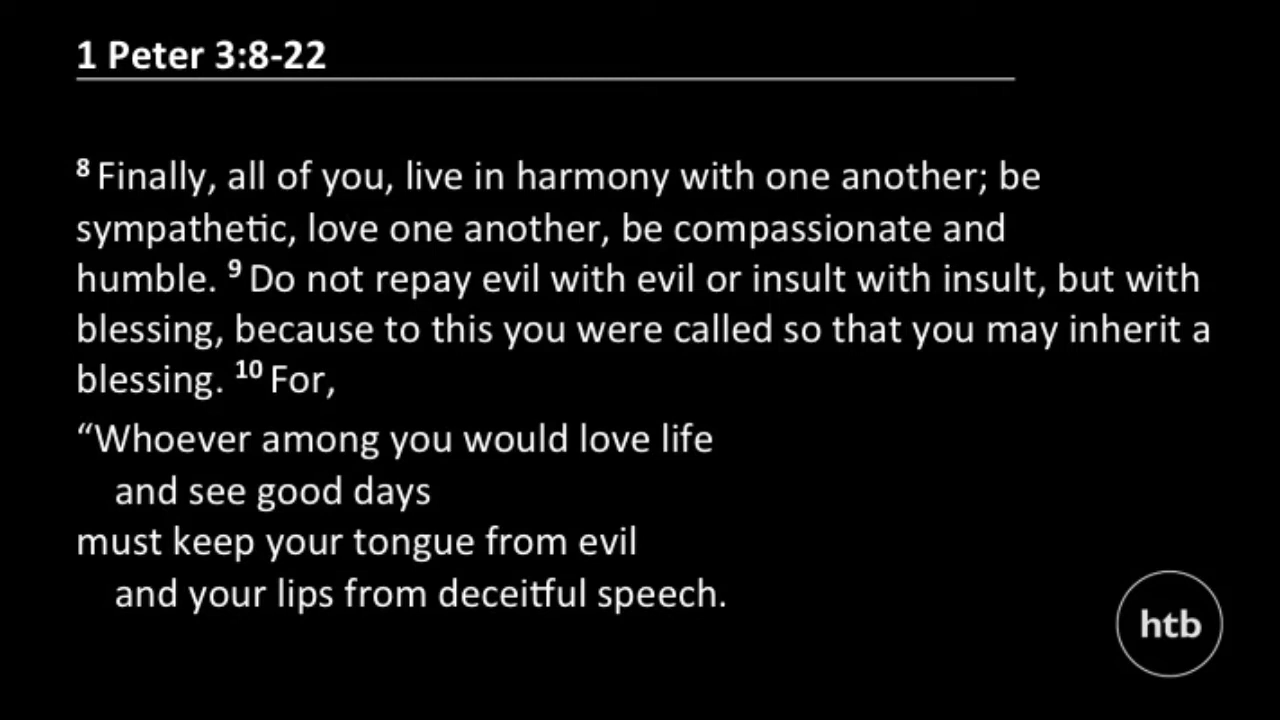 1 Peter 3:8-22
8 Finally, all of you, live in harmony with one another; be
sympathetic, love one another, be compassionate and
humble. 9 Do not repay evil with evil or insult with insult, but with
blessing, because to this you were called so that you may inherit a
blessing. 10 For,
“Whoever among you would love life
and see good days
must keep your tongue from evil
and your lips from deceitful speech.
htb